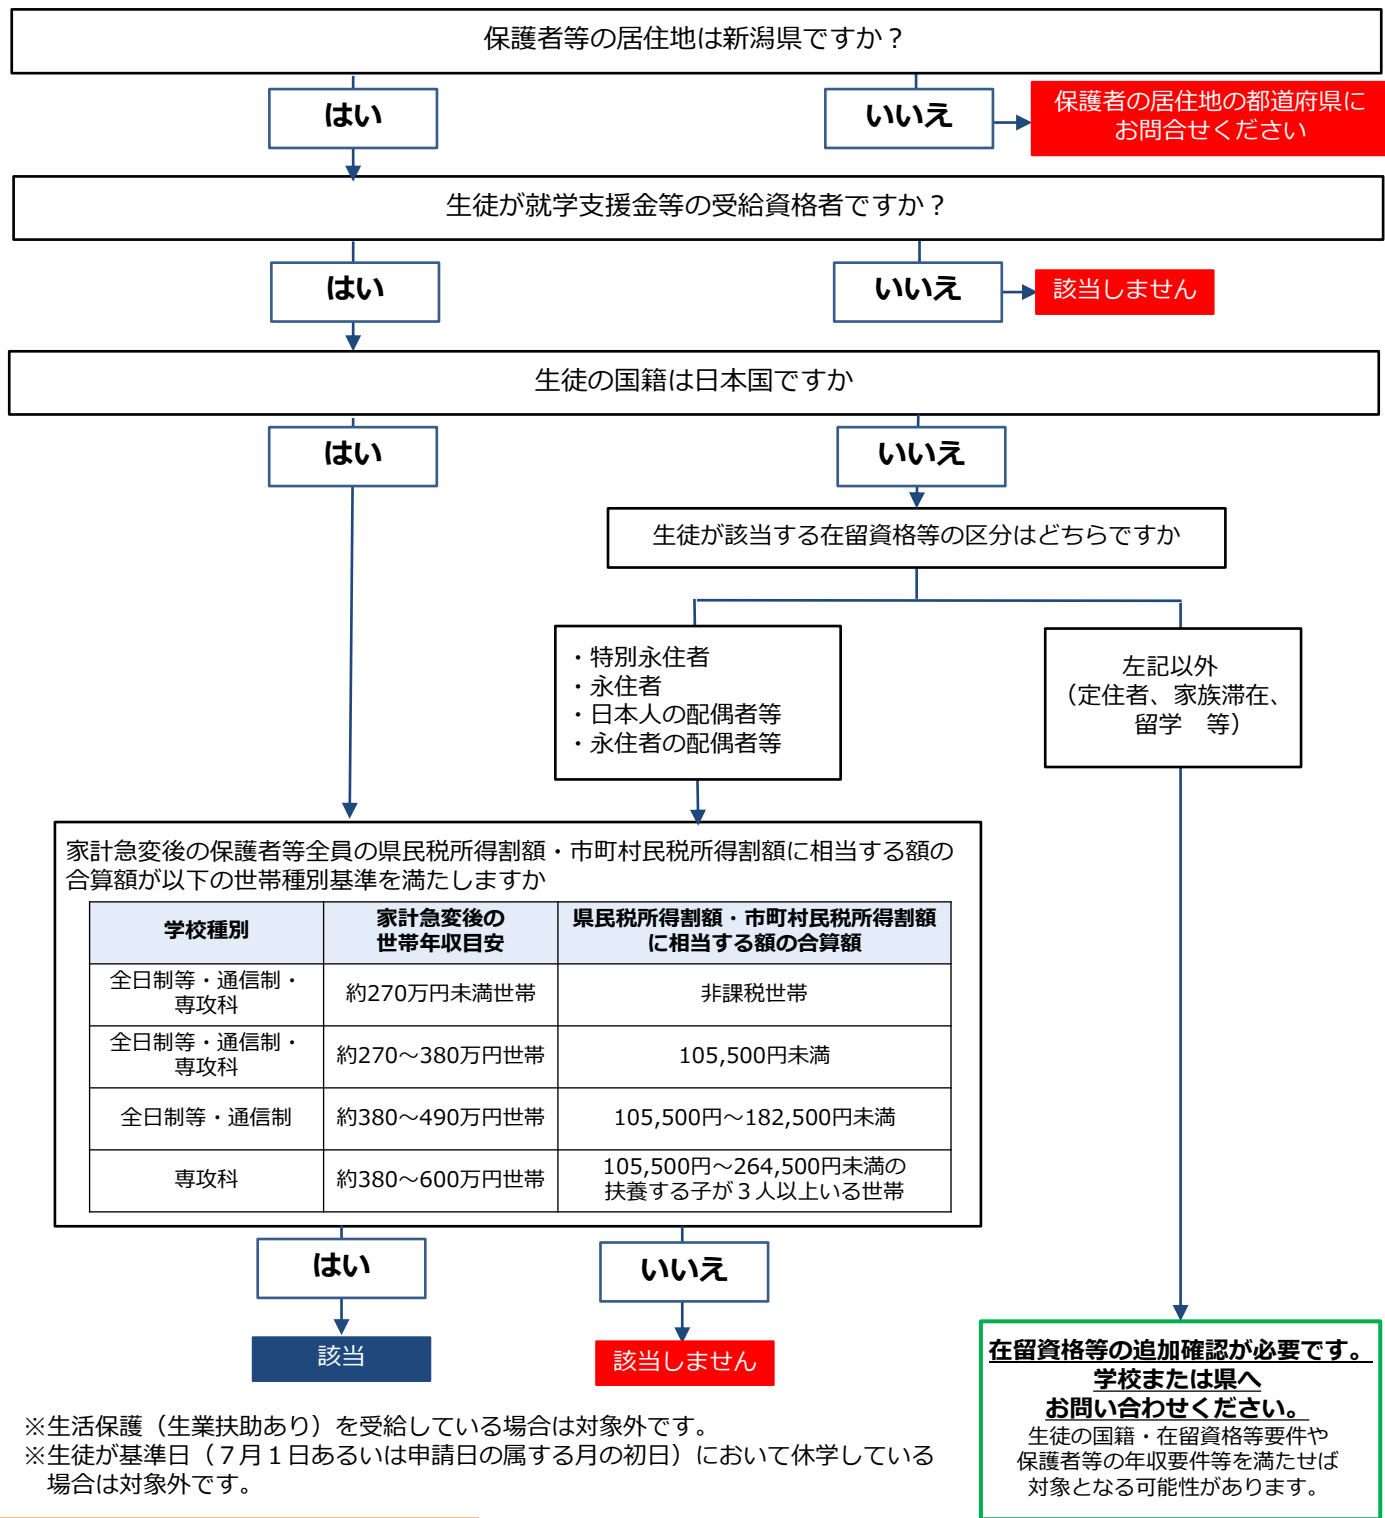 保護者等の居住地は新潟県ですか？
はい
いいえ
保護者の居住地の都道府県に
お問合せください
生徒が就学支援金等の受給資格者ですか？
はい
いいえ
該当しません
生徒の国籍は日本国ですか
はい
いいえ
生徒が該当する在留資格等の区分はどちらですか
・特別永住者
・永住者
・日本人の配偶者等
・永住者の配偶者等
左記以外
（定住者、家族滞在、
留学　等）
家計急変後の保護者等全員の県民税所得割額・市町村民税所得割額に相当する額の
合算額が以下の世帯種別基準を満たしますか
学校種別
家計急変後の
世帯年収目安
県民税所得割額・市町村民税所得割額
に相当する額の合算額
全日制等・通信制・
専攻科
約270万円未満世帯
非課税世帯
全日制等・通信制・
専攻科
約270～380万円世帯
105,500円未満
全日制等・通信制
約380～490万円世帯
105,500円～182,500円未満
専攻科
約380～600万円世帯
105,500円～264,500円未満の
扶養する子が３人以上いる世帯
はい
いいえ
該当
該当しません
在留資格等の追加確認が必要です。
学校または県へ
お問い合わせください。
生徒の国籍・在留資格等要件や
保護者等の年収要件等を満たせば
対象となる可能性があります。
※生活保護（生業扶助あり）を受給している場合は対象外です。
※生徒が基準日（７月１日あるいは申請日の属する月の初日）において休学している
場合は対象外です。